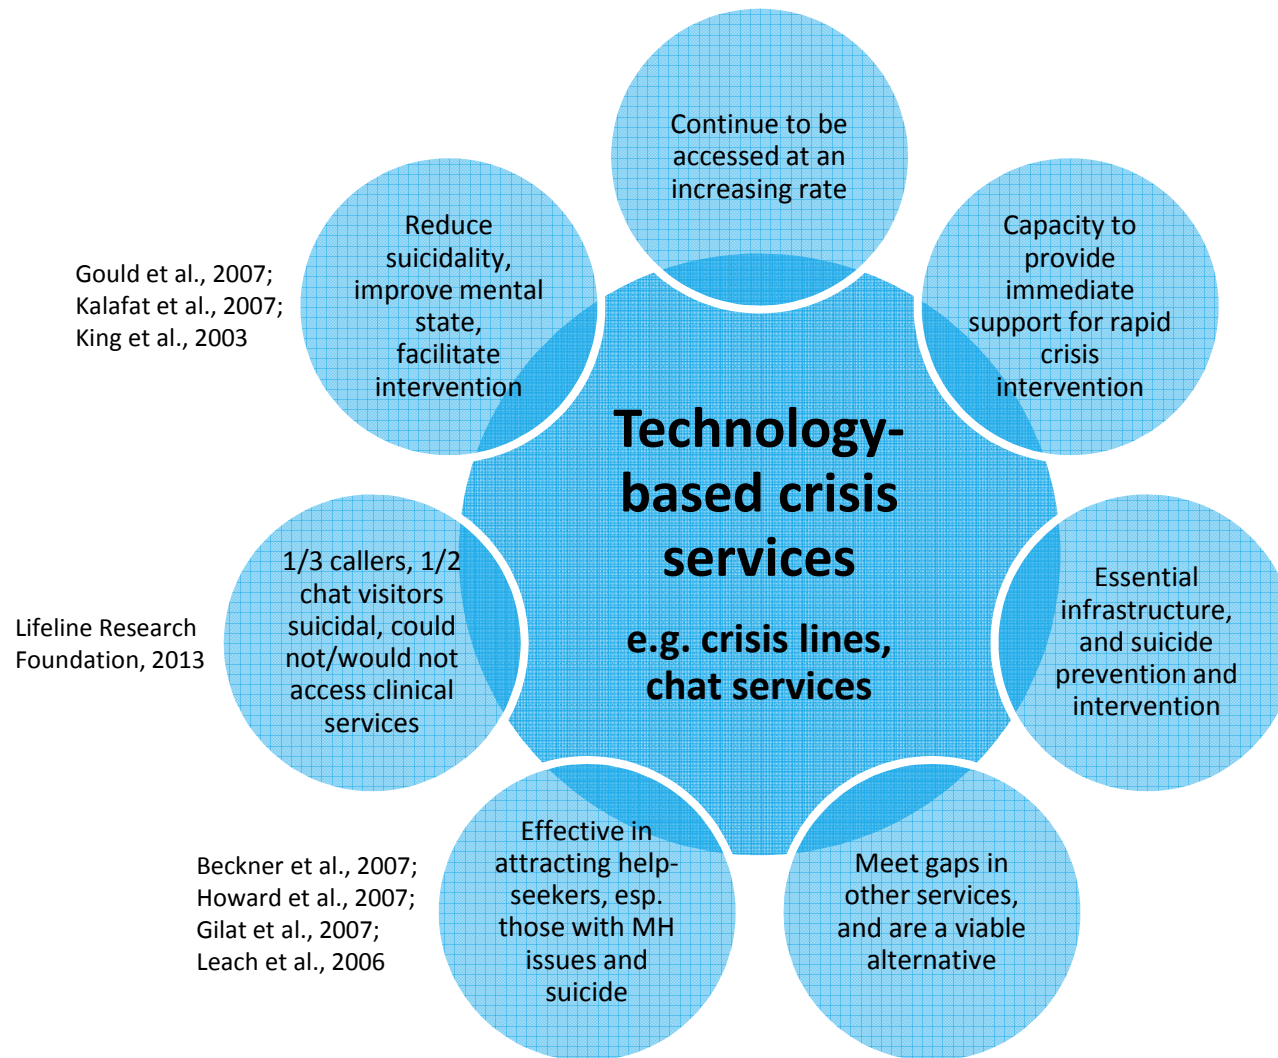 Continue to be
accessed at an
increasing rate
Capacity to
provide
immediate
support for rapid
crisis
intervention
Essential
infrastructure,
and suicide
prevention and
intervention
Meet gaps in
other services,
and are a viable
alternative
Effective in
attracting help-
seekers, esp.
those with MH
issues and
suicide
Beckner et al., 2007;
Howard et al., 2007;
Gilat et al., 2007;
Leach et al., 2006
1/3 callers, 1/2
chat visitors
suicidal, could
not/would not
access clinical
services
Lifeline Research
Foundation, 2013
Reduce
suicidality,
improve mental
state,
facilitate
intervention
Gould et al., 2007;
Kalafat et al., 2007;
King et al., 2003
Technology-
based crisis
services
e.g. crisis lines,
chat services